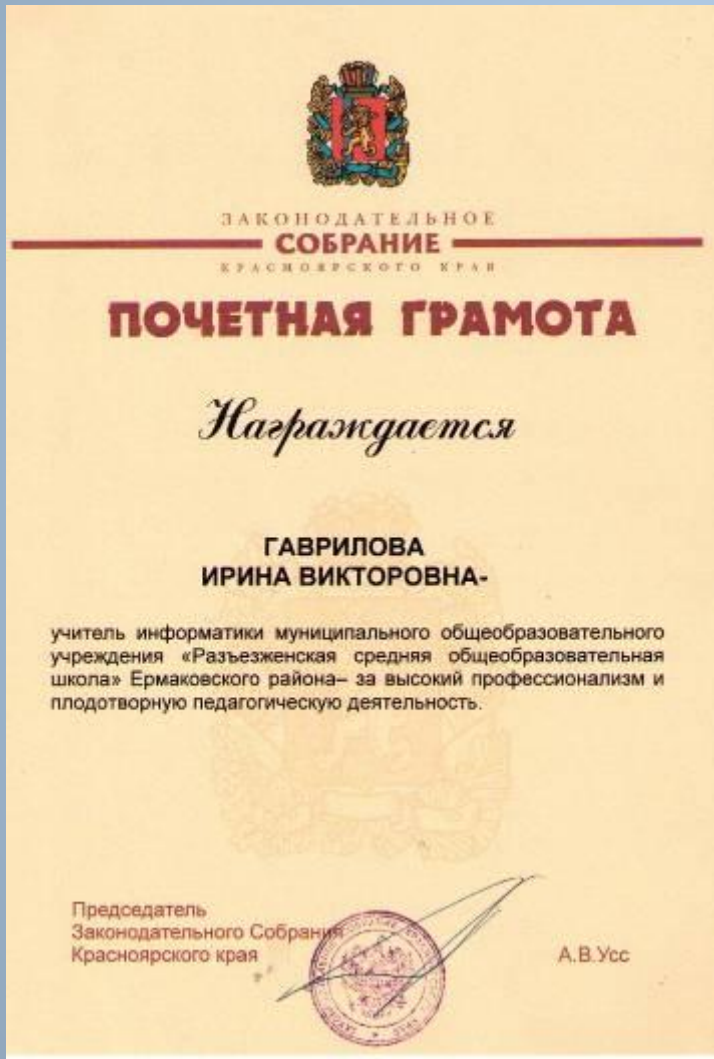 ЗАКОНОДАТЕЛЬНОЕ
СОБРАНИЕ
КРАСНОЯРСКОГО КРАЯ
ПОЧЕТНАЯ ГРАМОТА
Награждается
ГАВРИЛОВА
ИРИНА ВИКТОРОВНА-
учитель информатики муниципального общеобразовательного
учреждения «Разъезженская средняя общеобразовательная
школа» Ермаковского района– за высокий профессионализм и
плодотворную педагогическую деятельность.
Председатель
Законодательного Собрания
Красноярского края
А.В.Усс